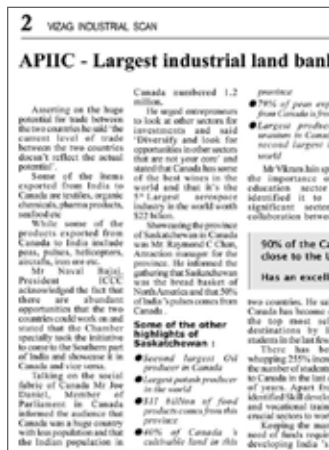 2 VIZAG INDUSTRIAL SCAN
APIIC - Largest industrial land bank
Asserting on the huge
potential for trade between
the two countries he said 'the
current level of trade
between the two countries
doesn't reflect the actual
potential'.
Some of the items
exported from India to
Canada are textiles, organic
chemicals, pharma products,
seafood etc
While some of the
products exported from
Canada to India include
peas, pulses, helicopters,
aircrafts, iron ore etc.
Mr Naval Bajaj,
President ICCC
acknowledged the fact that
there are abundant
opportunities that the two
countries could work on and
stated that the Chamber
specially took the initiative
to come to the Southern part
of India and showcase it in
Canada and vice versa.
Talking on the social
fabric of Canada Mr Joe
Daniel, Member of
Parliament in Canada
informed the audience that
Canada was a huge country
with less population and that
the Indian population in
Canada numbered 1.2
million.
He urged entrepreneurs
to look at other sectors for
investments and said
'Diversify and look for
opportunities in other sectors
that are not your core' and
stated that Canada has some
of the best wines in the
world and that it's the
5th Largest aerospace
industry in the world worth
$22 billion.
Showcasing the province
of Saskatchewan in Canada
was Mr. Raymond C Chan,
Attraction manager for the
province. He informed the
gathering that Saskatchewan
was the bread basket of
North America and that 50%
of India's pulses comes from
Canada.
Some of the other
highlights of
Saskatchewan :
●Second largest Oil
producer in Canada
●Largest potash producer
in the world
●$11 billion of food
products comes from this
province
●40% of Canada's
cultivable land in this
province
●79% of peas exp
from Canada is fro
●Largest produc
uranium in Canad
second largest i
world
Mr Vikram Jain sp
the importance o
education sector
identified it to
significant sector
collaboration betwe
90% of the Ca
close to the U
Has an excell
two countries. He sa
Canada has become
the top most sal
destinations by I
students in the last few
There has be
whopping 255% incre
the number of students
to Canada in the last
of years. Apart fr
identified Skill develop
and vocational train
crucial sectors to wor
Keeping the man
need of funds requir
developing India's